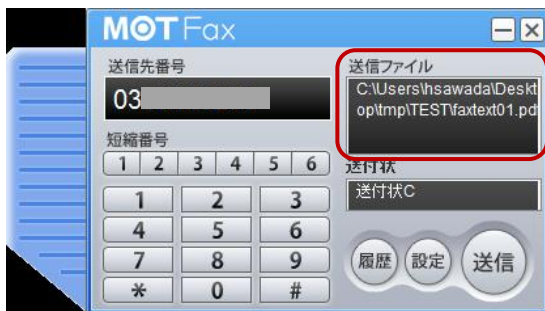 MOT Fax
送信先番号
03
短縮番号
1 2 3 4 5 6
1 2 3
4 5 6
7 8 9
* 0 #
送信ファイル
C:\Users\hsawada\Deskt
op\tmp\TEST\faxtext01.pd
送付状
送付状C
履歴 設定 送信